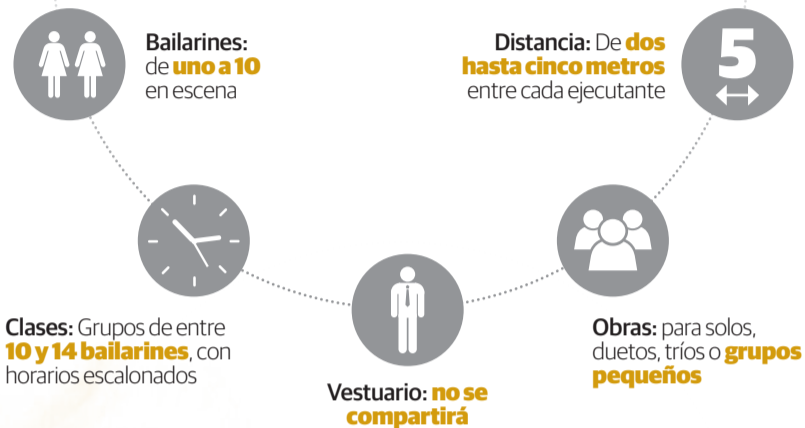 Bailarines:
de uno a 10
en escena
Distancia: De dos
hasta cinco metros
entre cada ejecutante
5
Clases: Grupos de entre
10 y 14 bailarines, con
horarios escalonados
Vestuario: no se
compartirá
Obras: para solos,
duetos, tríos o grupos
pequeños